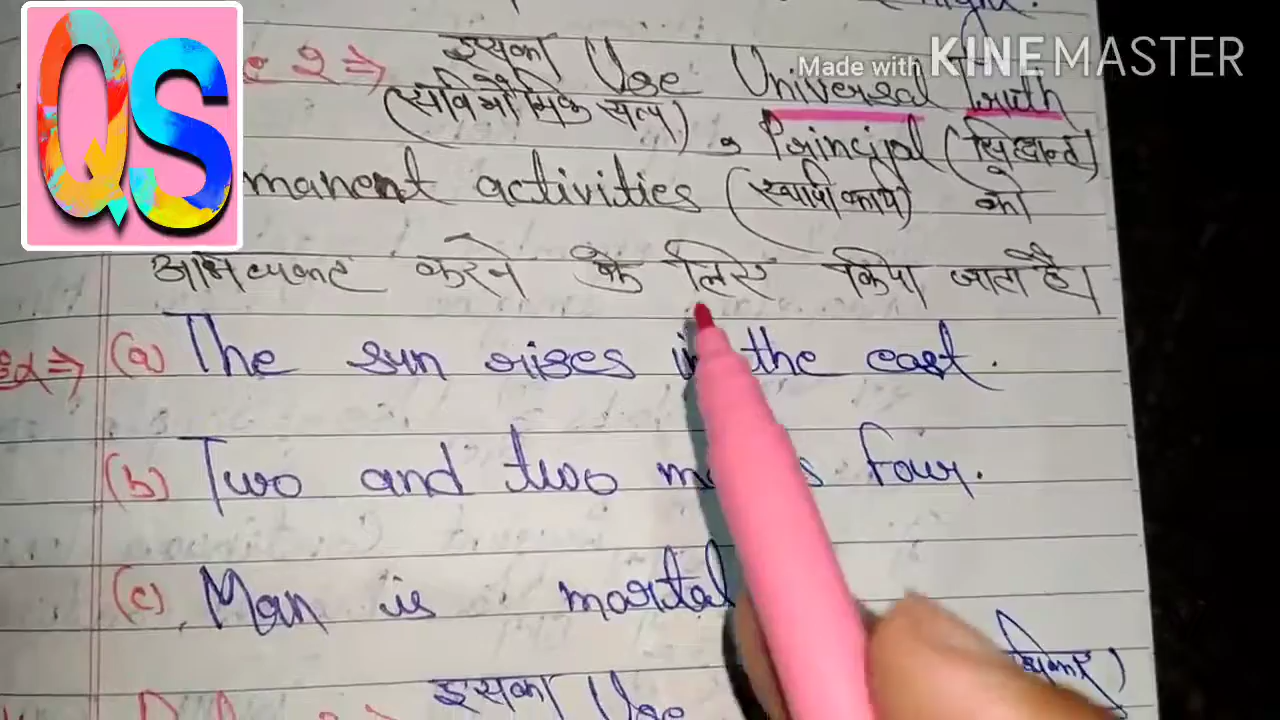 Made with KINEMASTER
QS
e 2 ⇒ इसका Use Universal Truth
(सार्वभौमिक सत्य) , Principal (सिद्धान्त)
manent activities (स्थायी कार्य) को
अभिव्यक्त करने के लिए किया जाता है।
Ex ⇒ (a) The sun rises in the east.
(b) Two and two four.
(c) Man is mortal
इसका Use